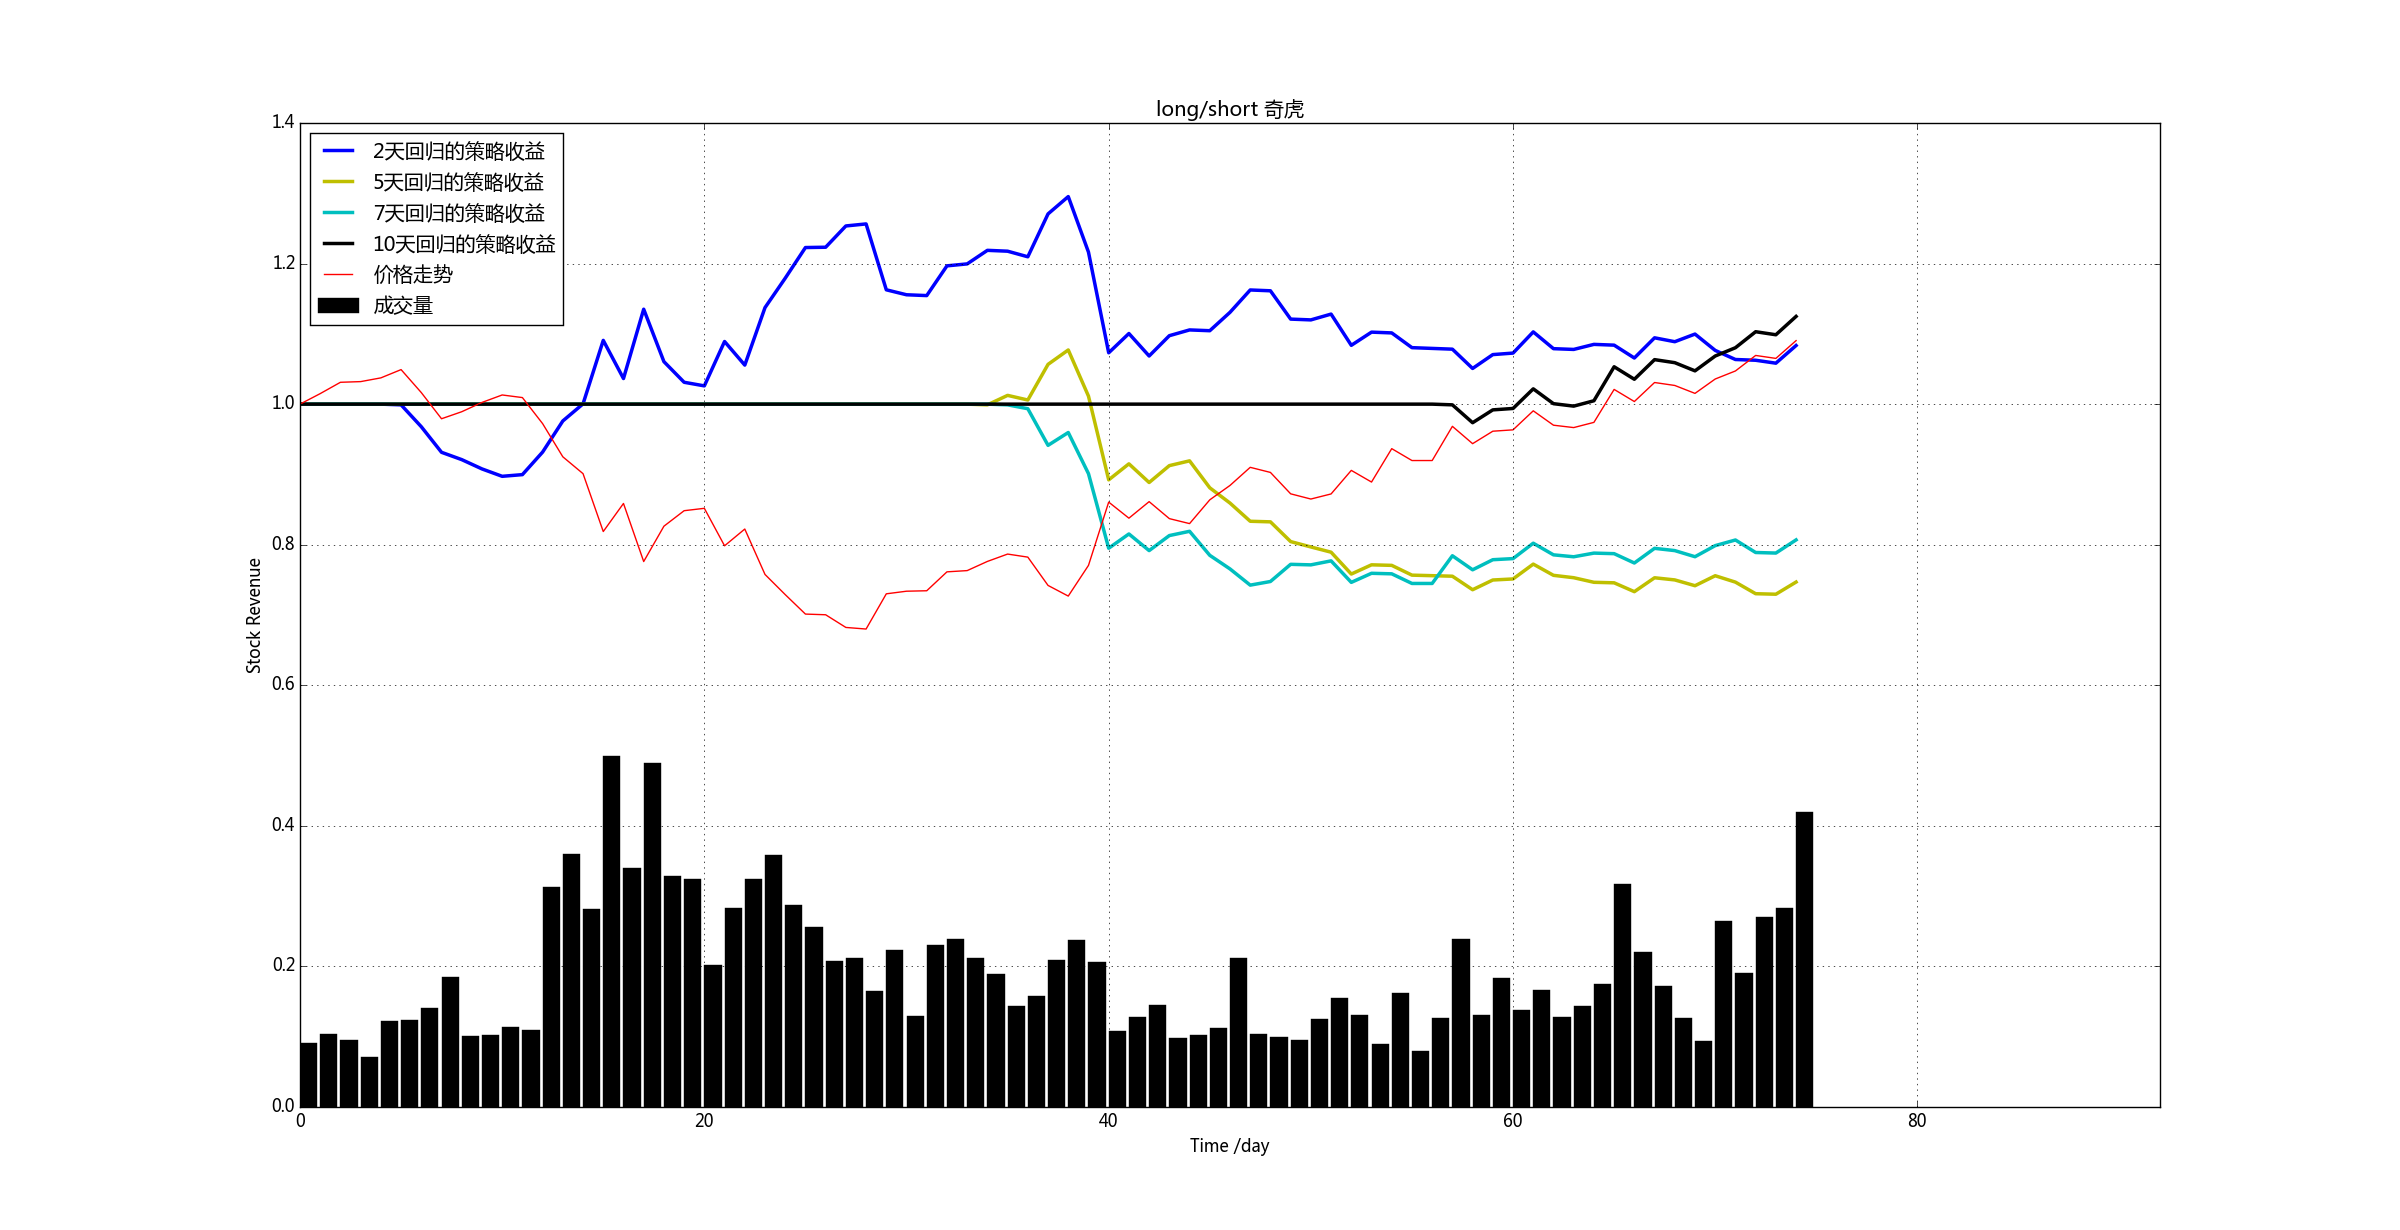 long/short 奇虎
1.4
1.2
1.0
0.8
0.6
0.4
0.2
0.0
2天回归的策略收益
5天回归的策略收益
7天回归的策略收益
10天回归的策略收益
价格走势
成交量
Stock Revenue
0
20
40
60
80
Time /day